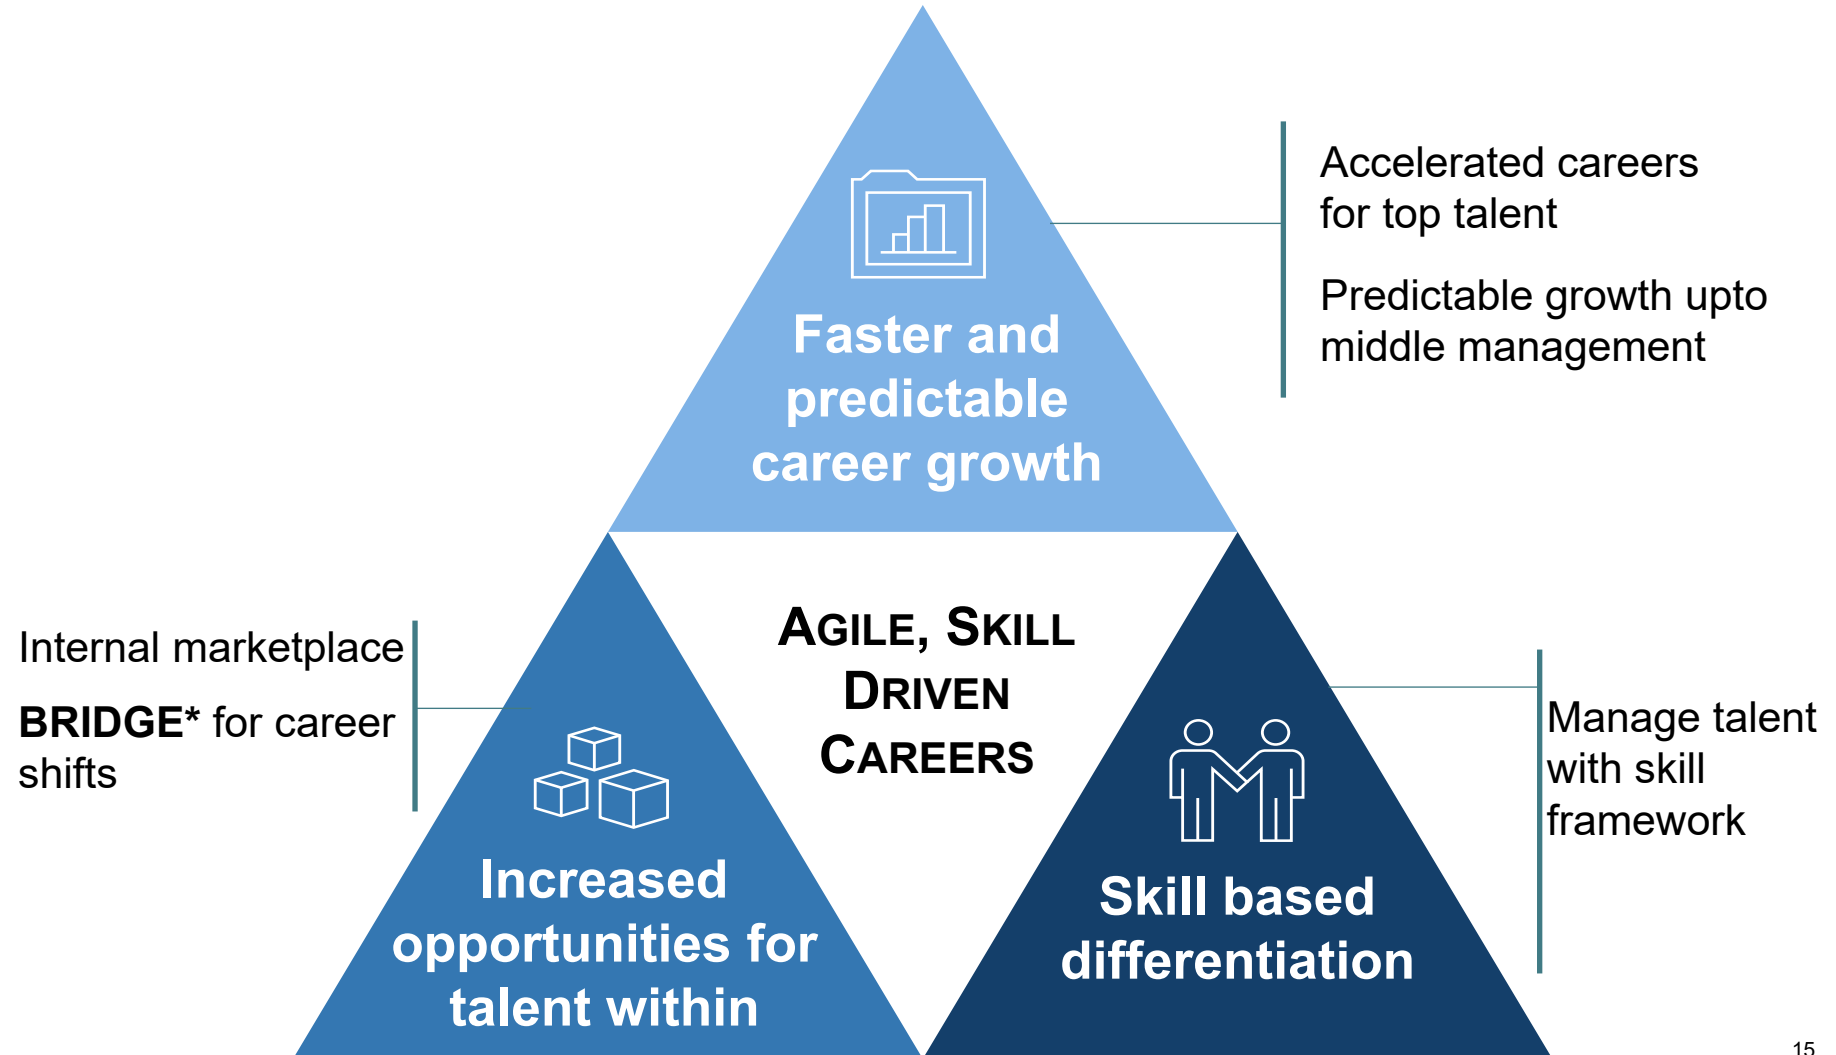 Accelerated careers
for top talent
Predictable growth upto
middle management
Faster and
predictable
career growth
AGILE, SKILL
DRIVEN
CAREERS
Internal marketplace
BRIDGE* for career
shifts
Increased
opportunities for
talent within
Manage talent
with skill
framework
Skill based
differentiation
15